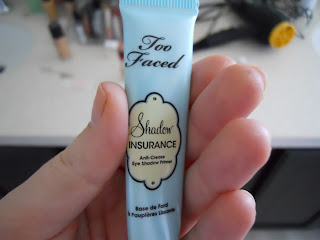 Too
Faced
Shadow
INSURANCE
Anti-Crease
Eye Shadow Primer
Base de Fard
à Paupières Lissante